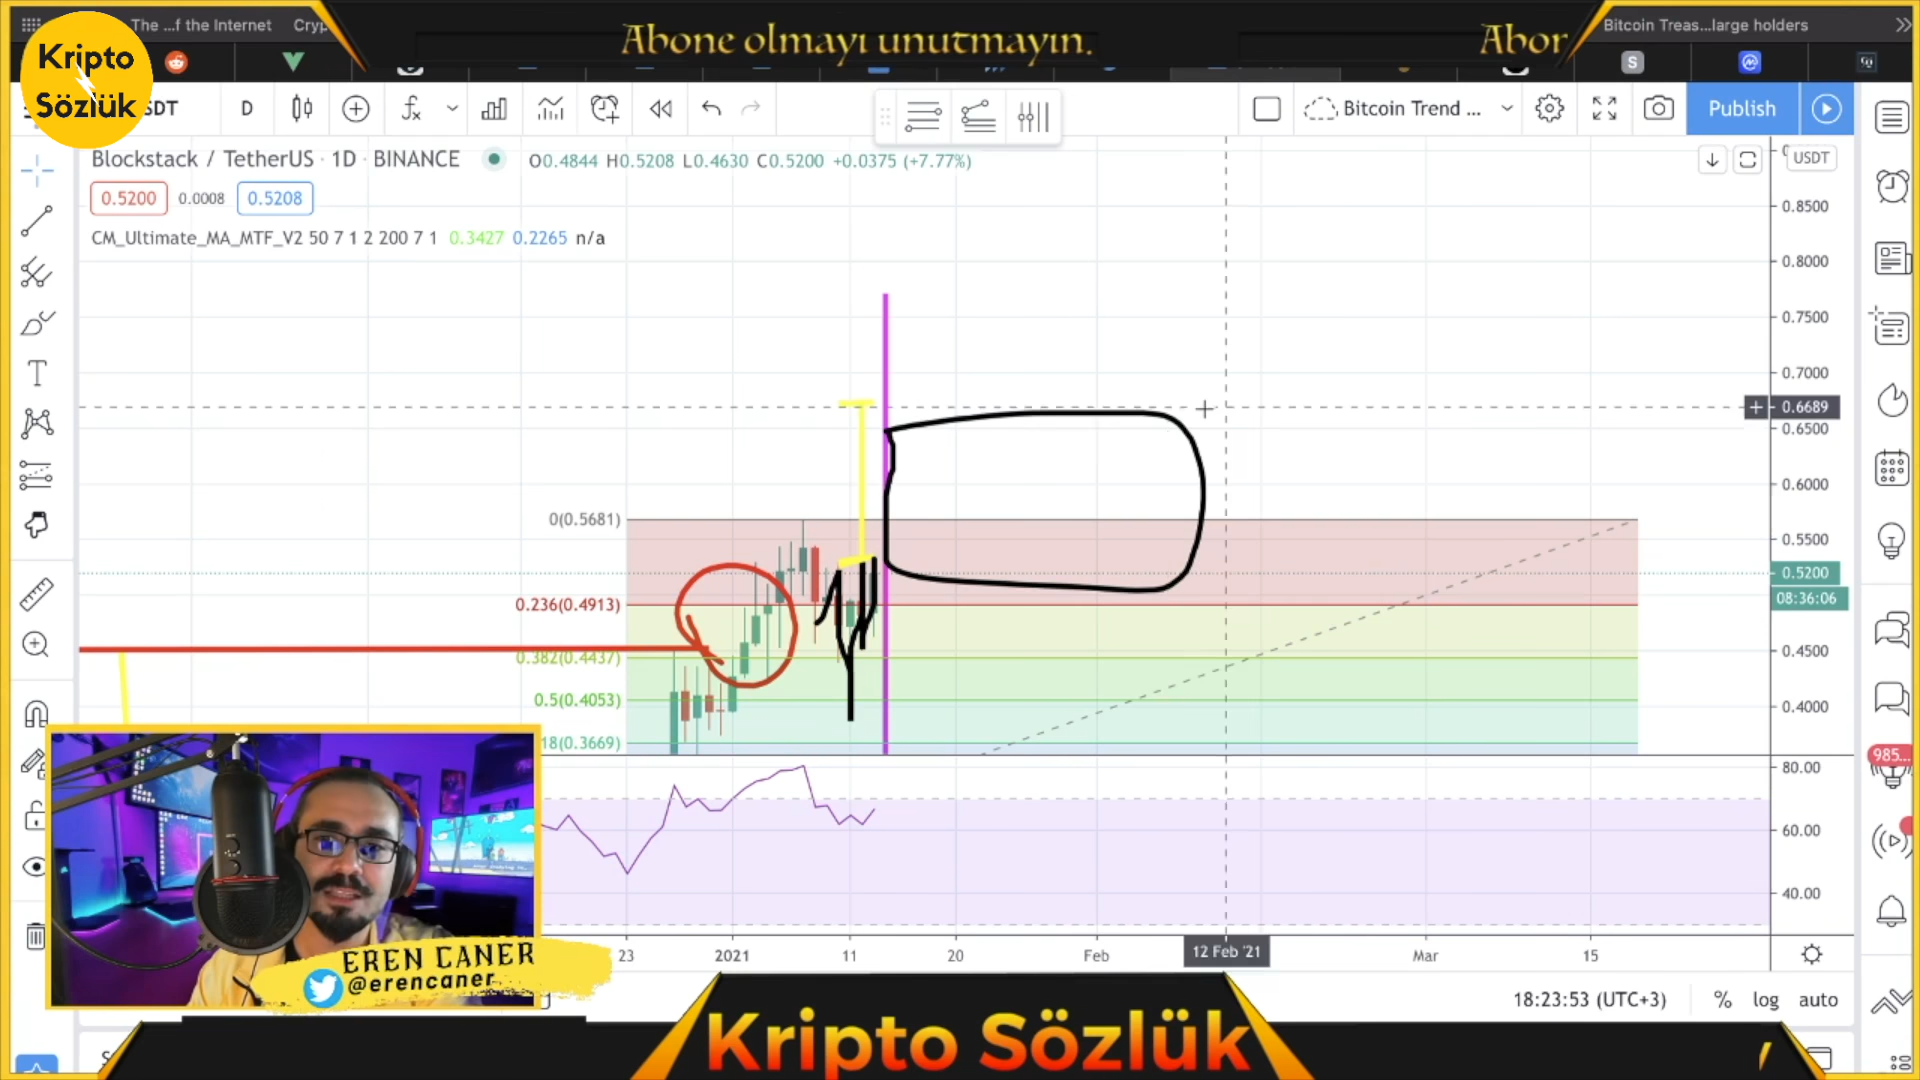 The ...f the Internet
Abone olmayı unutmayın.
Abor
Bitcoin Treas...large holders
Kripto
Sözlük
SDT
D
Bitcoin Trend ...
Publish
Blockstack / TetherUS · 1D · BINANCE
O0.4844 H0.5208 L0.4630 C0.5200 +0.0375 (+7.77%)
USDT
0.5200
0.0008
0.5208
CM_Ultimate_MA_MTF_V2 50 7 1 2 200 7 1 0.3427 0.2265 n/a
0.8500
0.8000
0.7500
0.7000
0.6689
0.6500
0.6000
0(0.5681)
0.5500
0.5200
08:36:06
0.236(0.4913)
0.382(0.4437)
0.4500
0.5(0.4053)
0.4000
18(0.3669)
985...
80.00
60.00
40.00
EREN CANER
@erencaner
23
2021
11
20
Feb
12 Feb '21
Mar
15
18:23:53 (UTC+3)
%
log
auto
Kripto Sözlük